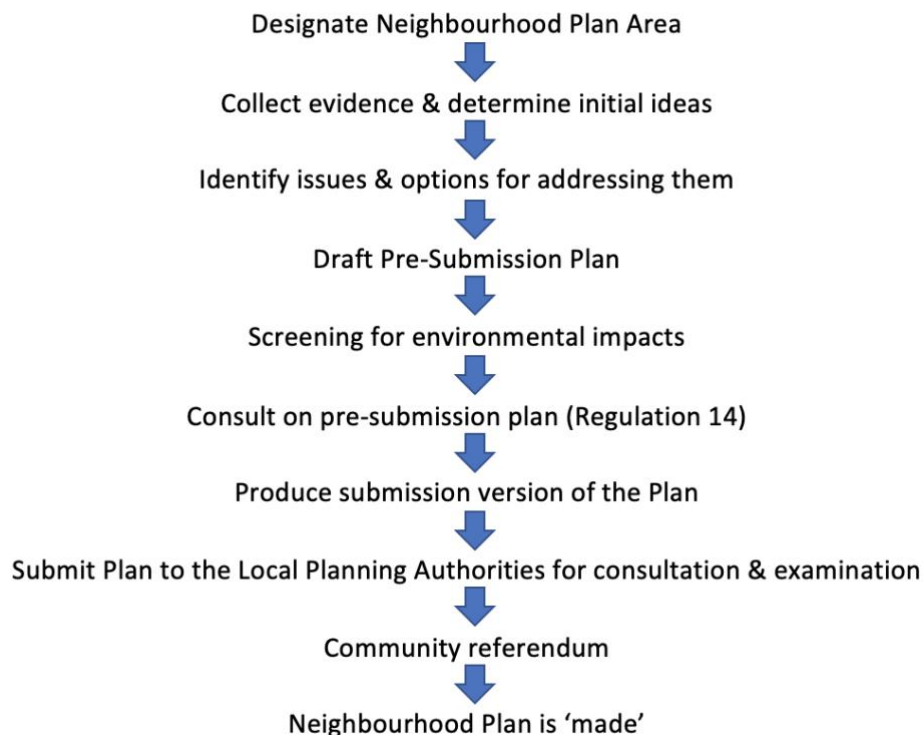 Designate Neighbourhood Plan Area
Collect evidence & determine initial ideas
Identify issues & options for addressing them
Draft Pre-Submission Plan
Screening for environmental impacts
Consult on pre-submission plan (Regulation 14)
Produce submission version of the Plan
Submit Plan to the Local Planning Authorities for consultation & examination
Community referendum
Neighbourhood Plan is ‘made’